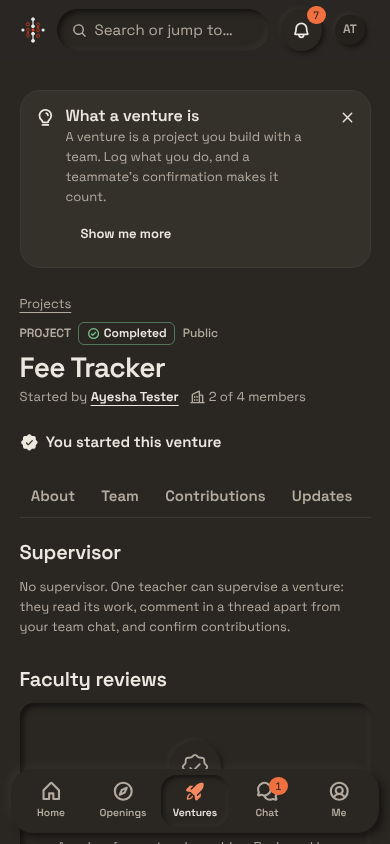 Search or jump to...
7
AT
What a venture is
A venture is a project you build with a
team. Log what you do, and a
teammate's confirmation makes it
count.
Show me more
Projects
PROJECT Completed Public
Fee Tracker
Started by Ayesha Tester 2 of 4 members
You started this venture
About Team Contributions Updates
Supervisor
No supervisor. One teacher can supervise a venture:
they read its work, comment in a thread apart from
your team chat, and confirm contributions.
Faculty reviews
1
Home Openings Ventures Chat Me